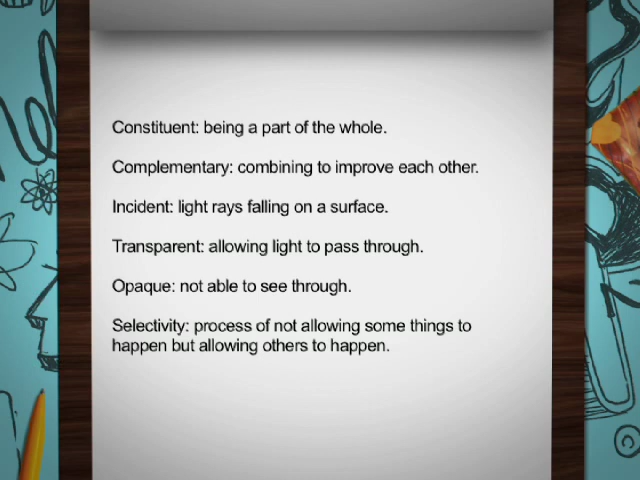 Constituent: being a part of the whole.
Complementary: combining to improve each other.
Incident: light rays falling on a surface.
Transparent: allowing light to pass through.
Opaque: not able to see through.
Selectivity: process of not allowing some things to
happen but allowing others to happen.